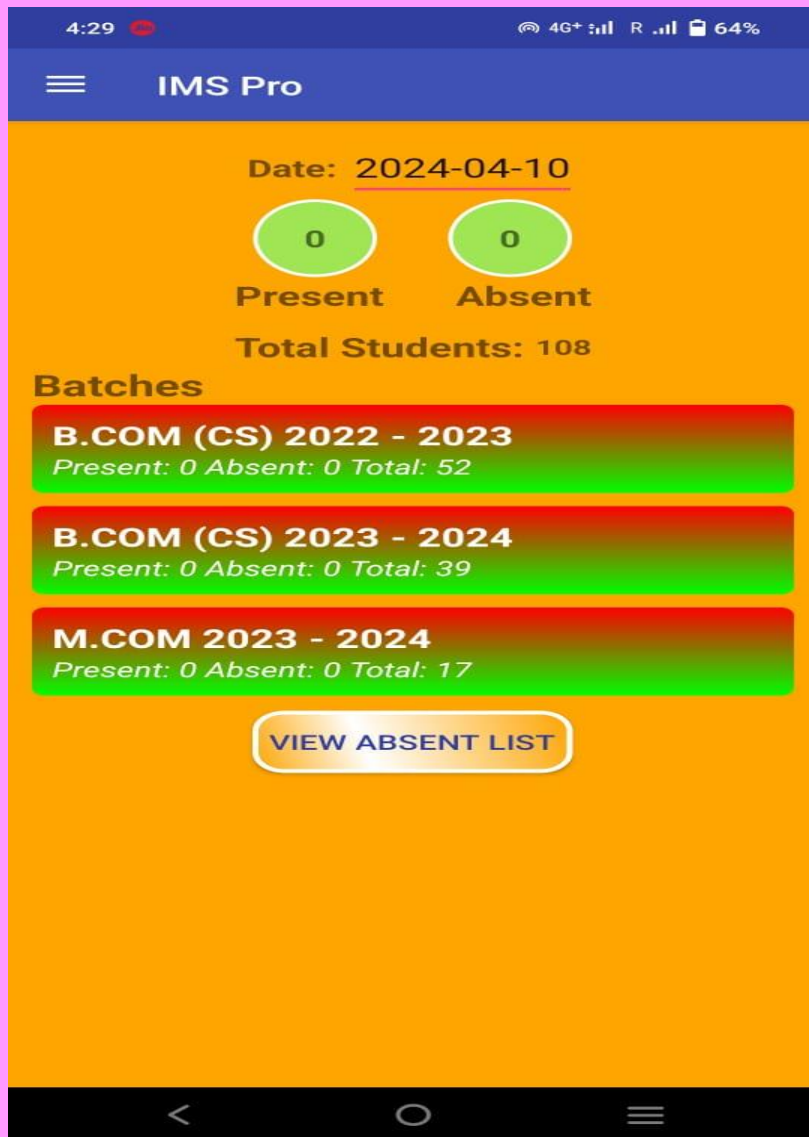 4:29 4G+ R 64%
IMS Pro
Date: 2024-04-10
0 0
Present Absent
Total Students: 108
Batches
B.COM (CS) 2022 - 2023
Present: 0 Absent: 0 Total: 52
B.COM (CS) 2023 - 2024
Present: 0 Absent: 0 Total: 39
M.COM 2023 - 2024
Present: 0 Absent: 0 Total: 17
VIEW ABSENT LIST